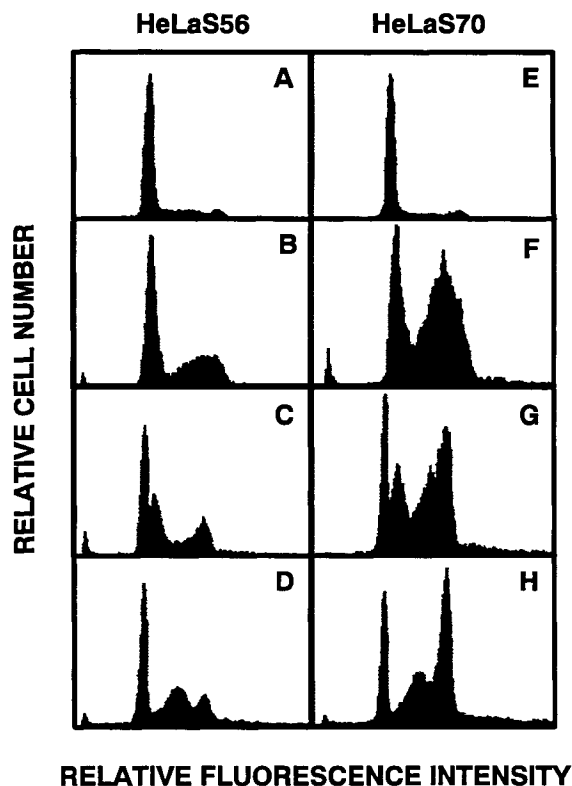 HeLaS56 HeLaS70
A E
B F
C G
D H
RELATIVE CELL NUMBER
RELATIVE FLUORESCENCE INTENSITY